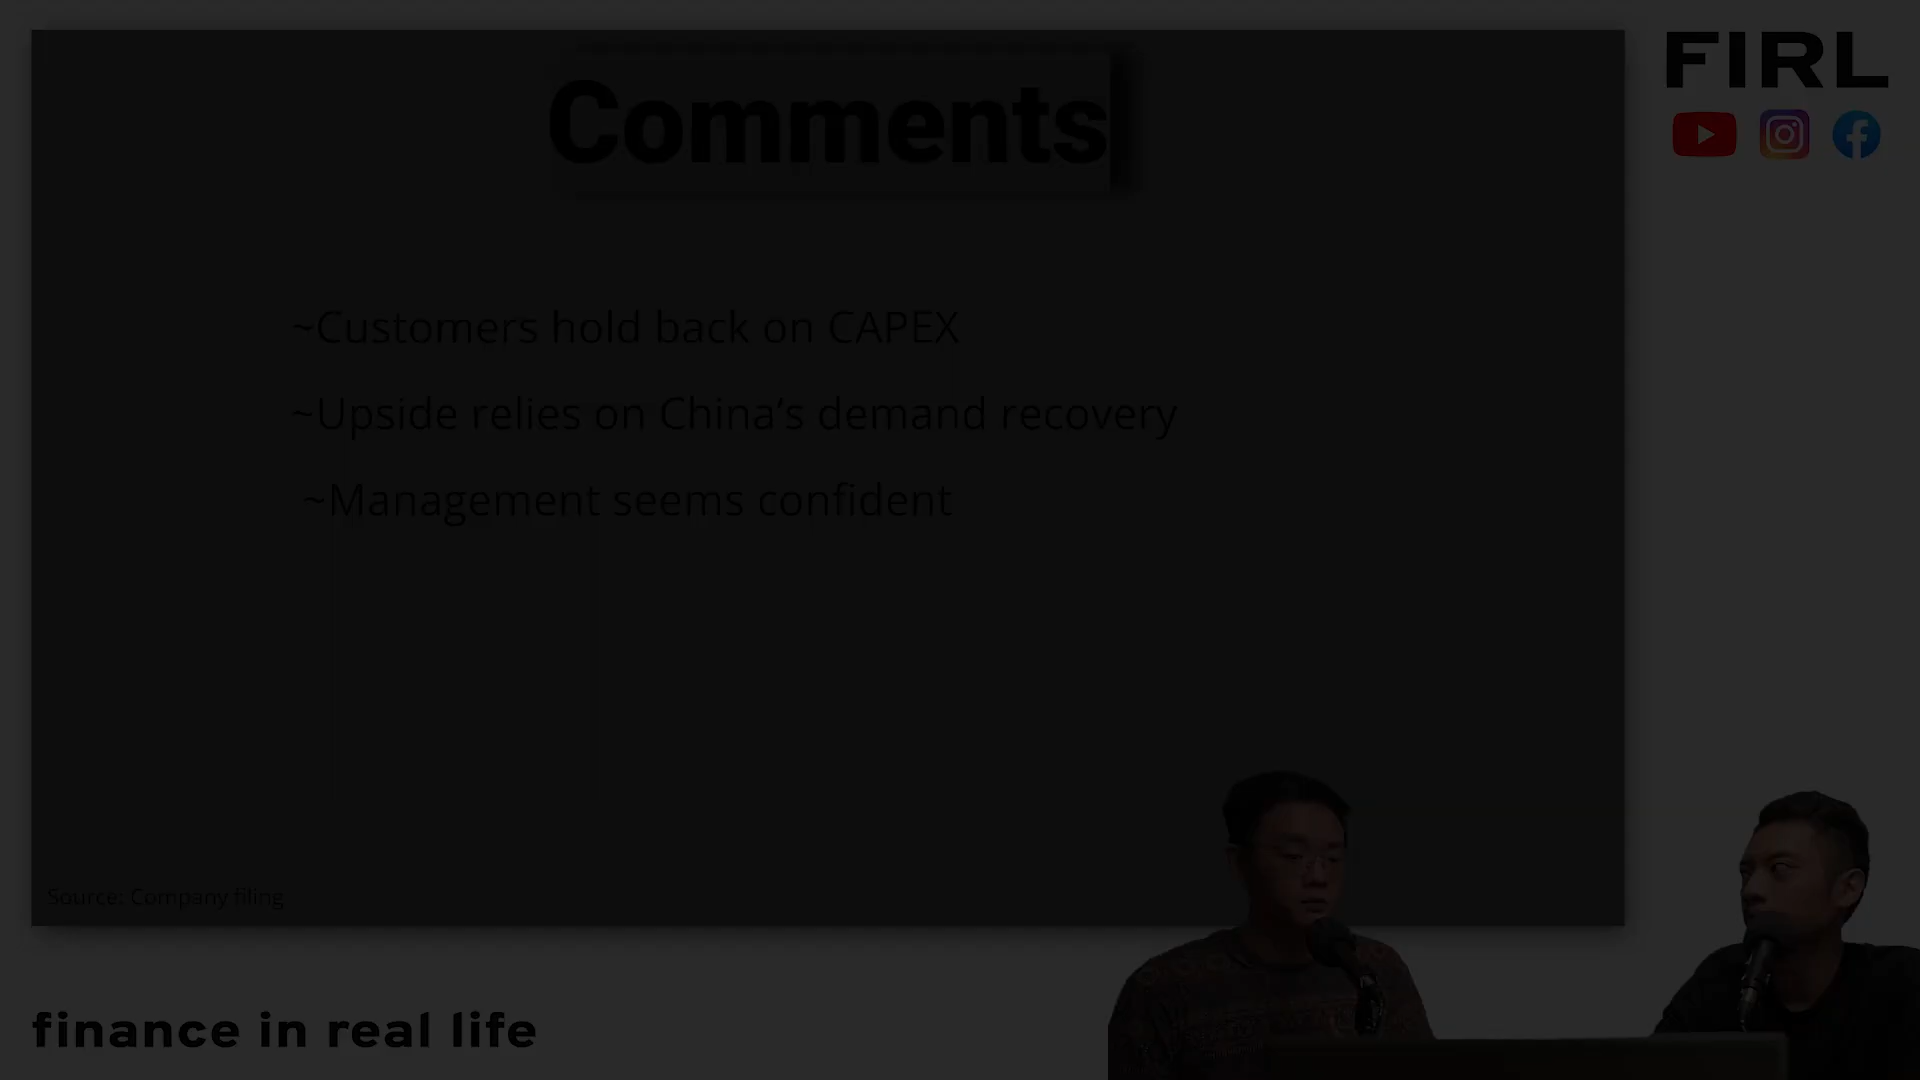 FIRL
Comments
~Customers hold back on CAPEX
~Upside relies on China’s demand recovery
~Management seems confident
Source: Company filing
finance in real life